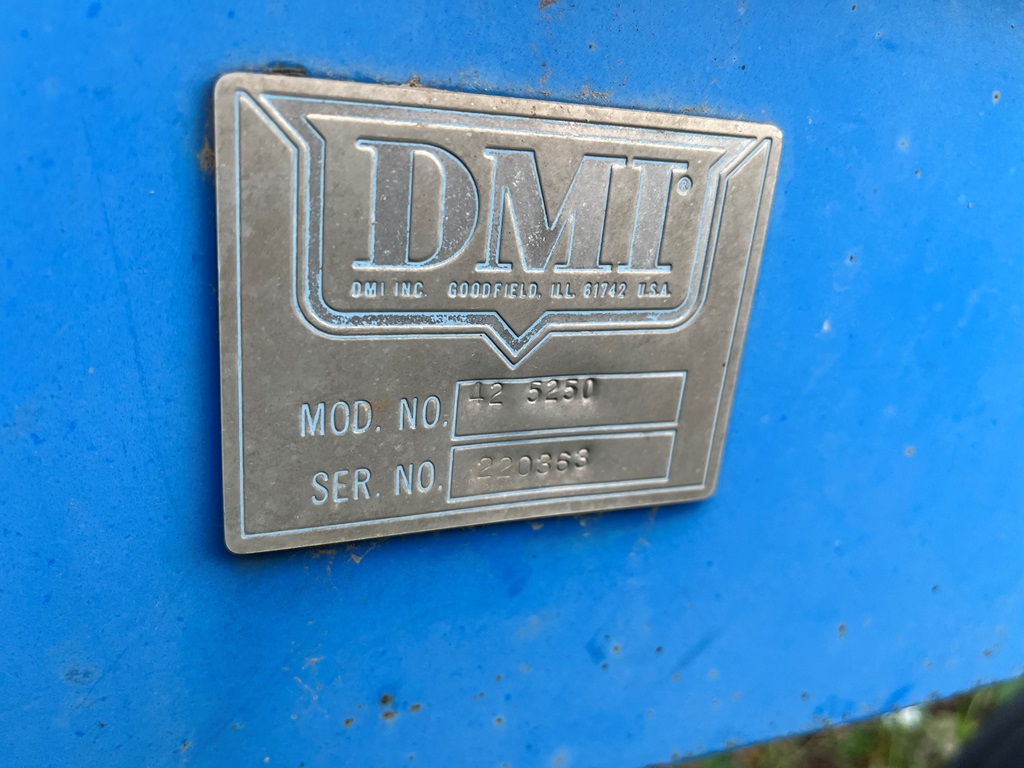 DMI®
DMI INC. GOODFIELD, ILL. 61742 U.S.A.
MOD. NO. 42 5250
SER. NO. 220363